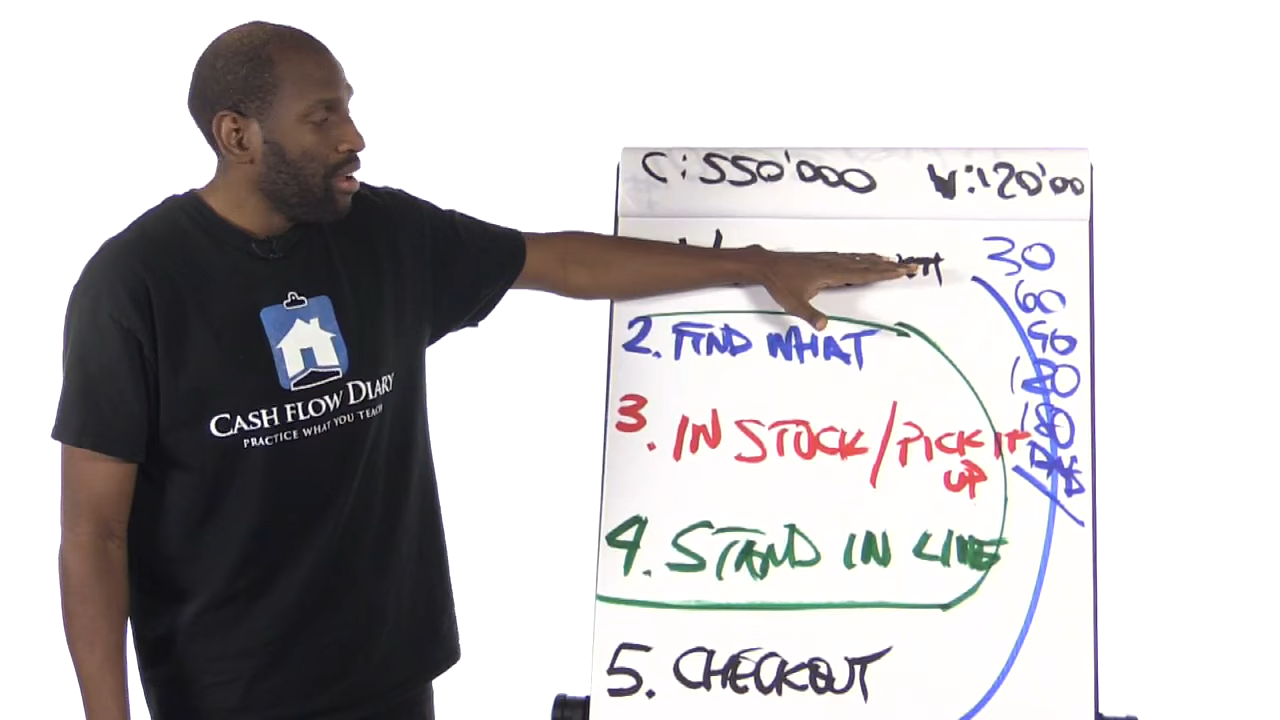 CASH FLOW DIARY
PRACTICE WHAT YOU TEACH
C: 550'000 W: 120'00
30
60
90
2. FIND WHAT
3. IN STOCK / PICK IT
UP
4. STAND IN LINE
5. CHECKOUT